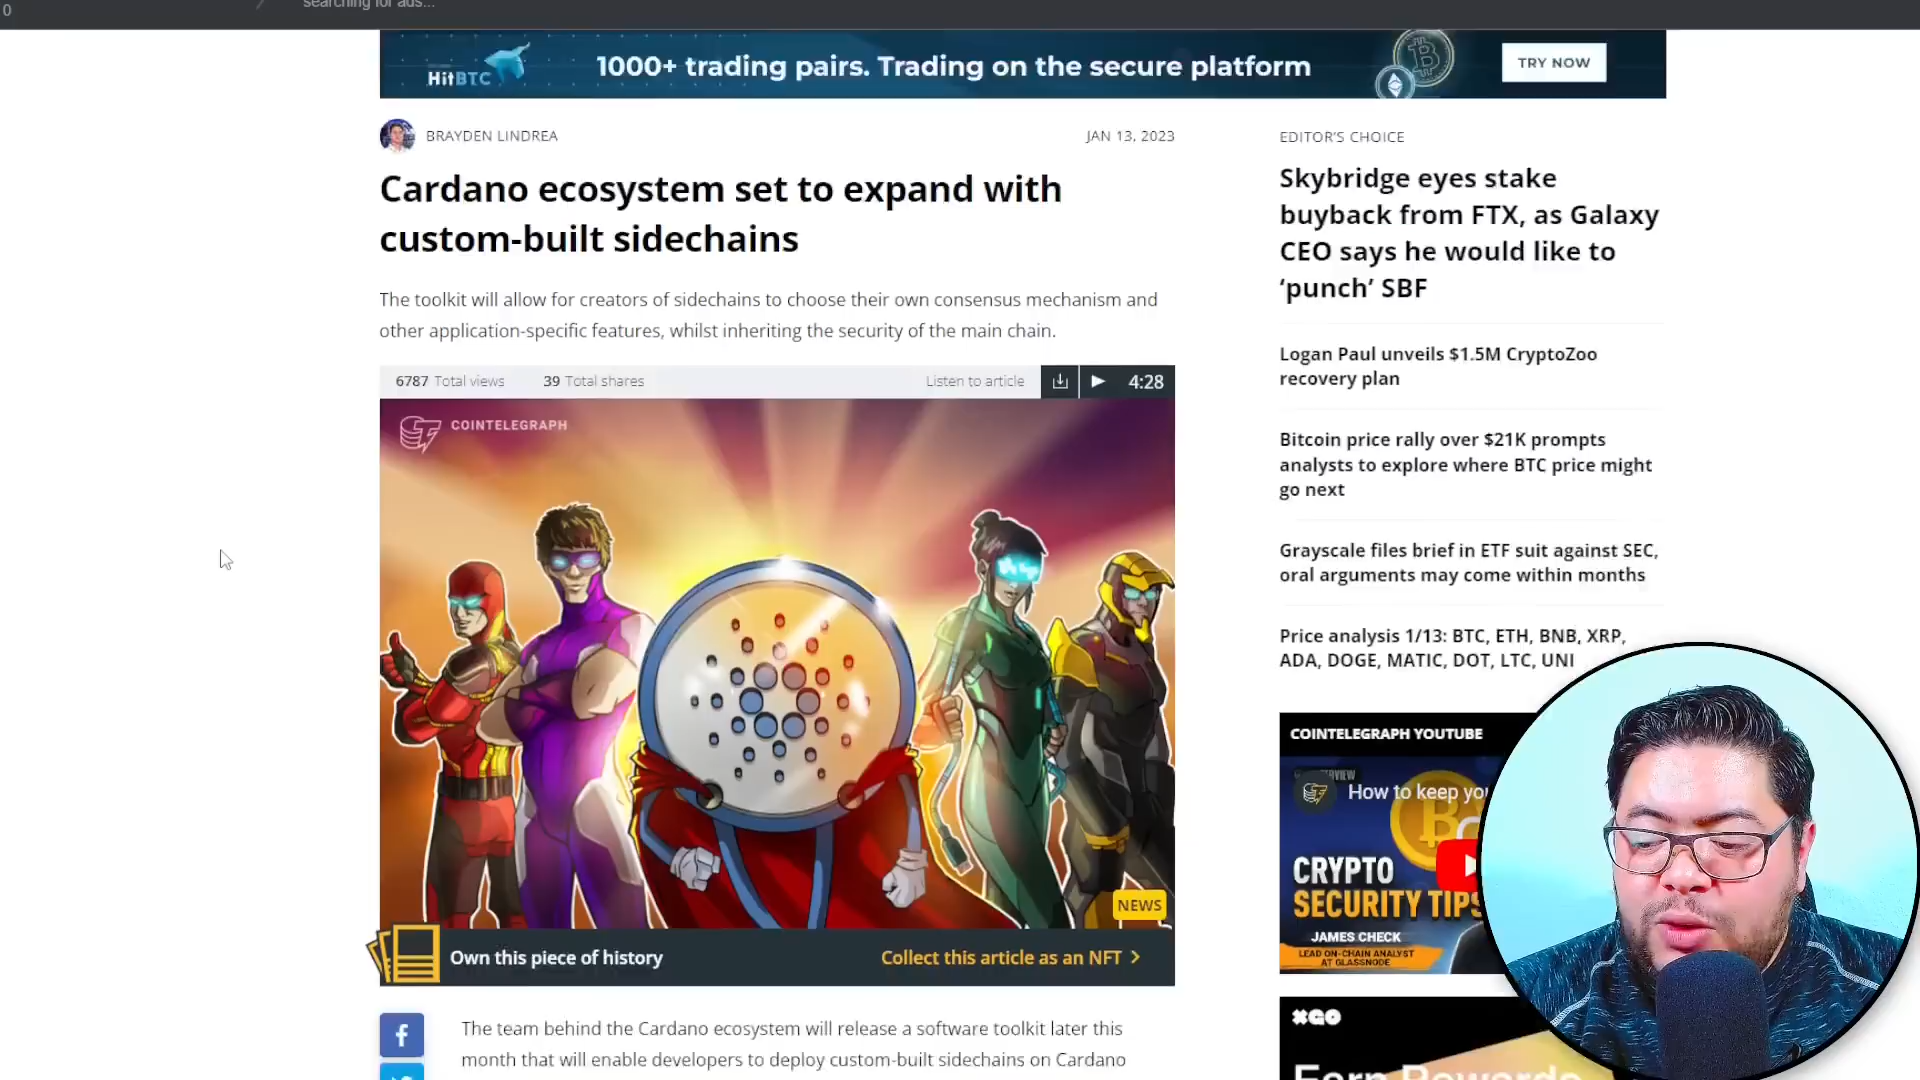 0
searching for ads...
HitBTC
1000+ trading pairs. Trading on the secure platform
TRY NOW
BRAYDEN LINDREA
JAN 13, 2023
Cardano ecosystem set to expand with
custom-built sidechains
The toolkit will allow for creators of sidechains to choose their own consensus mechanism and
other application-specific features, whilst inheriting the security of the main chain.
6787 Total views
39 Total shares
Listen to article
4:28
COINTELEGRAPH
NEWS
Own this piece of history
Collect this article as an NFT >
The team behind the Cardano ecosystem will release a software toolkit later this
month that will enable developers to deploy custom-built sidechains on Cardano
EDITOR'S CHOICE
Skybridge eyes stake
buyback from FTX, as Galaxy
CEO says he would like to
‘punch’ SBF
Logan Paul unveils $1.5M CryptoZoo
recovery plan
Bitcoin price rally over $21K prompts
analysts to explore where BTC price might
go next
Grayscale files brief in ETF suit against SEC,
oral arguments may come within months
Price analysis 1/13: BTC, ETH, BNB, XRP,
ADA, DOGE, MATIC, DOT, LTC, UNI
COINTELEGRAPH YOUTUBE
How to keep
CRYPTO
SECURITY TIPS
JAMES CHECK
LEAD ON-CHAIN ANALYST
AT GLASSNODE
XGO
Earn Rewards